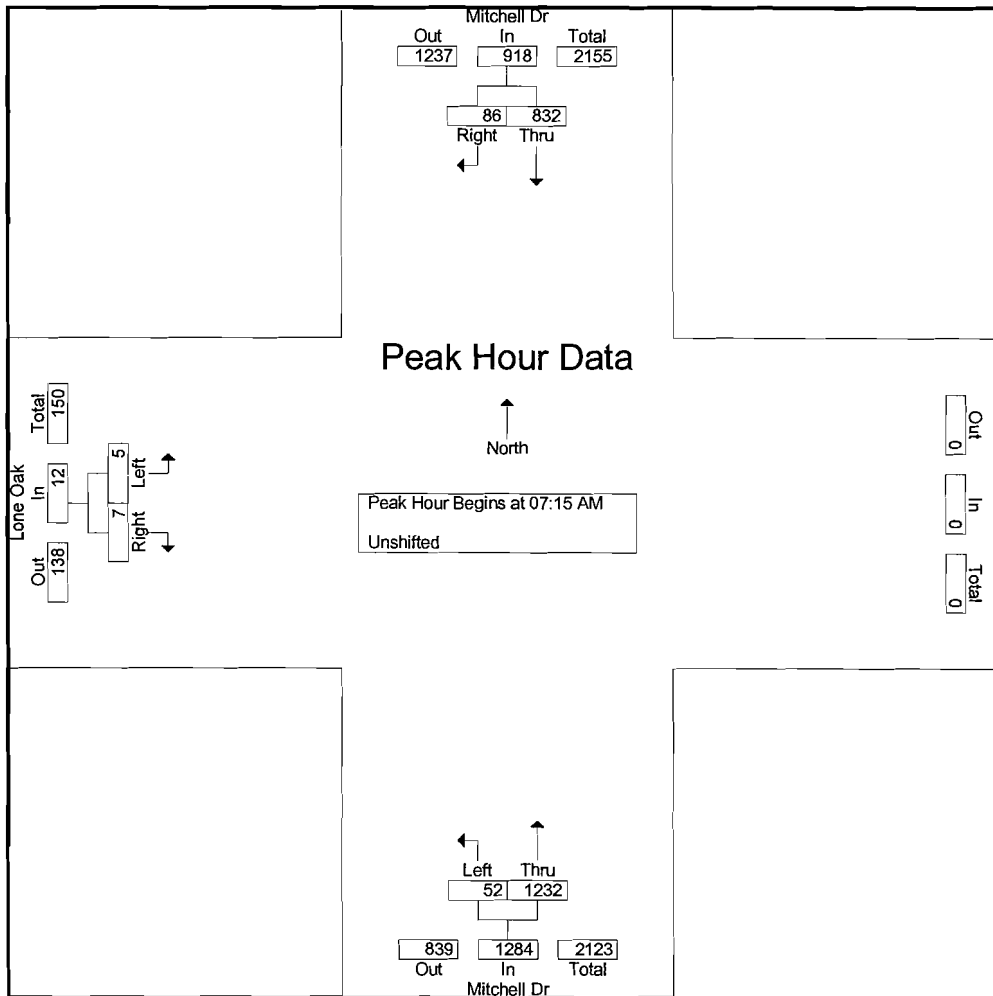 Mitchell Dr
Out In Total
1237 918 2155
86 832
Right Thru
Peak Hour Data
North
Peak Hour Begins at 07:15 AM
Unshifted
Lone Oak
Total In Out
150 12 138
5 7
Left Right
Out In Total
0 0 0
Left Thru
52 1232
839 1284 2123
Out In Total
Mitchell Dr